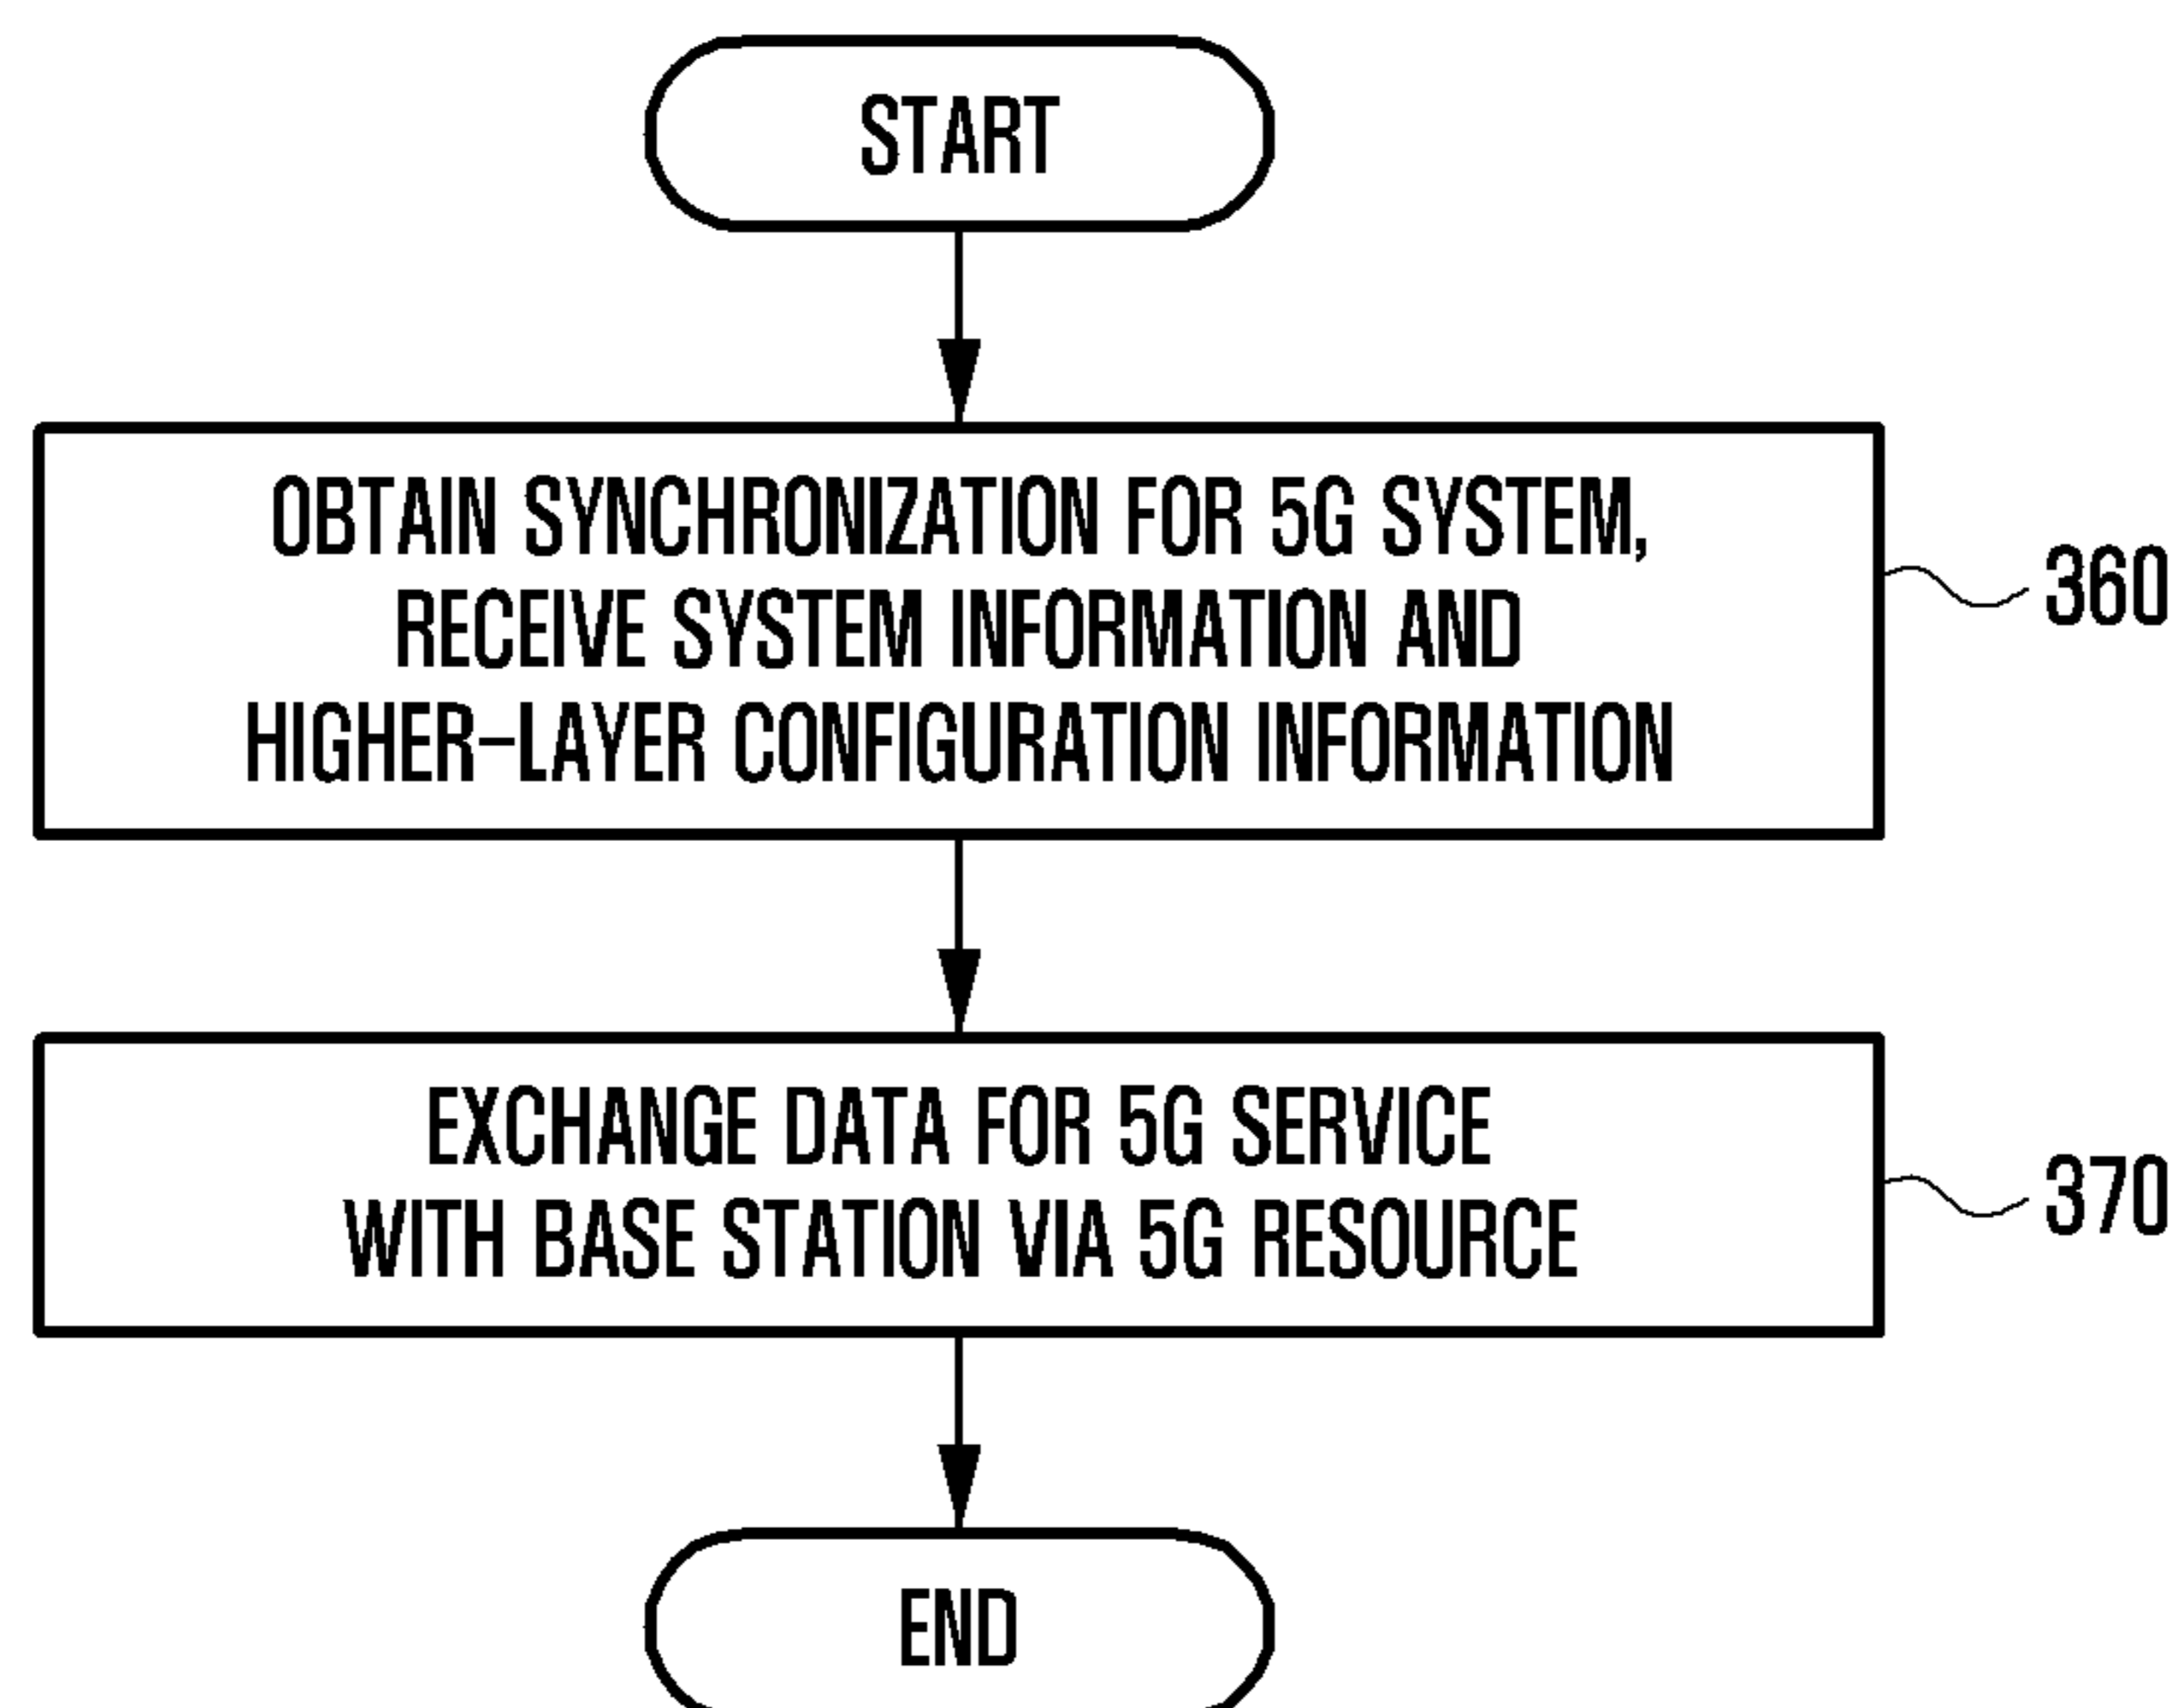 START
OBTAIN SYNCHRONIZATION FOR 5G SYSTEM,
RECEIVE SYSTEM INFORMATION AND
HIGHER-LAYER CONFIGURATION INFORMATION
360
EXCHANGE DATA FOR 5G SERVICE
WITH BASE STATION VIA 5G RESOURCE
370
END